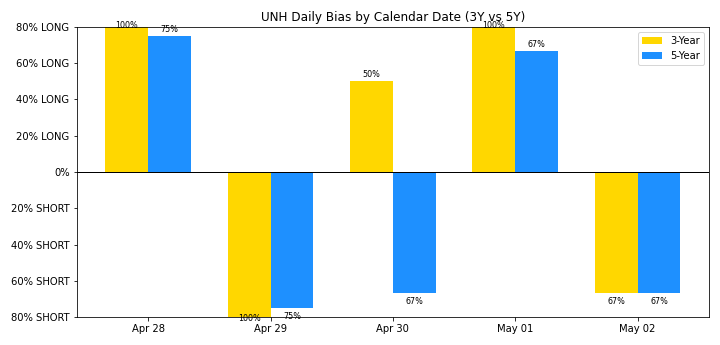 UNH Daily Bias by Calendar Date (3Y vs 5Y)
80% LONG
60% LONG
40% LONG
20% LONG
0%
20% SHORT
40% SHORT
60% SHORT
80% SHORT
100%
75%
100%
75%
50%
67%
100%
67%
67%
67%
3-Year
5-Year
Apr 28
Apr 29
Apr 30
May 01
May 02